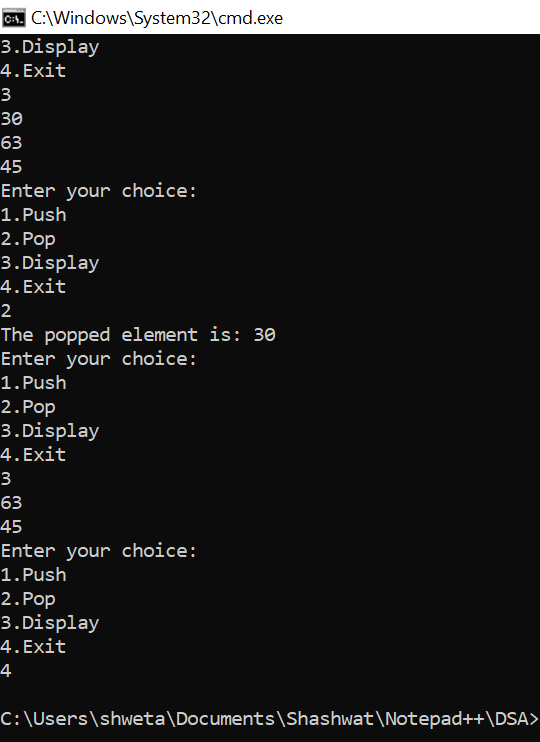 C:\Windows\System32\cmd.exe
3.Display
4.Exit
3
30
63
45
Enter your choice:
1.Push
2.Pop
3.Display
4.Exit
2
The popped element is: 30
Enter your choice:
1.Push
2.Pop
3.Display
4.Exit
3
63
45
Enter your choice:
1.Push
2.Pop
3.Display
4.Exit
4
C:\Users\shweta\Documents\Shashwat\Notepad++\DSA>